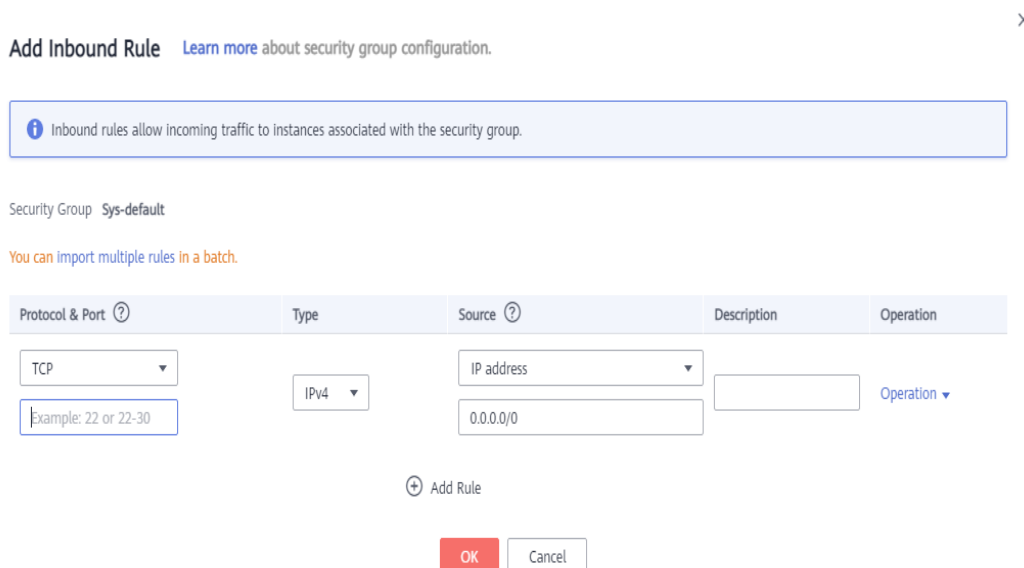 Add Inbound Rule Learn more about security group configuration.
Inbound rules allow incoming traffic to instances associated with the security group.
Security Group Sys-default
You can import multiple rules in a batch.
Protocol & Port ? Type Source ? Description Operation
TCP IP address
IPv4 Operation
Example: 22 or 22-30 0.0.0.0/0
Add Rule
OK Cancel